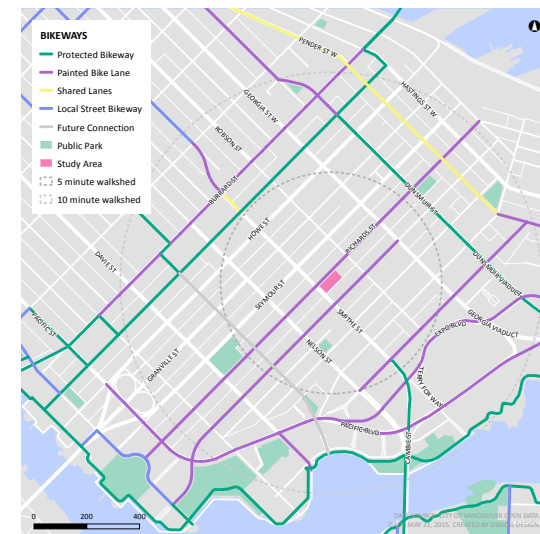 BIKEWAYS
Protected Bikeway
Painted Bike Lane
Shared Lanes
Local Street Bikeway
Future Connection
Public Park
Study Area
5 minute walkshed
10 minute walkshed
PENDER ST W
HASTINGS ST W
GEORGIA ST W
ROBSON ST
BURRARD ST
DUNSMUIR ST
HOWE ST
RICHARDS ST
DAVIE ST
DUNSMUIR VIADUCT
SEYMOUR ST
SMITHE ST
GEORGIA VIADUCT
EXPO BLVD
PACIFIC ST
NELSON ST
GRANVILLE ST
TERRY FOX WAY
PACIFIC BLVD
CAMBIE ST
0 200 400
DATA SOURCE: CITY OF VANCOUVER OPEN DATA.
MAY 21, 2015. CREATED BY DIALOG DESIGN.